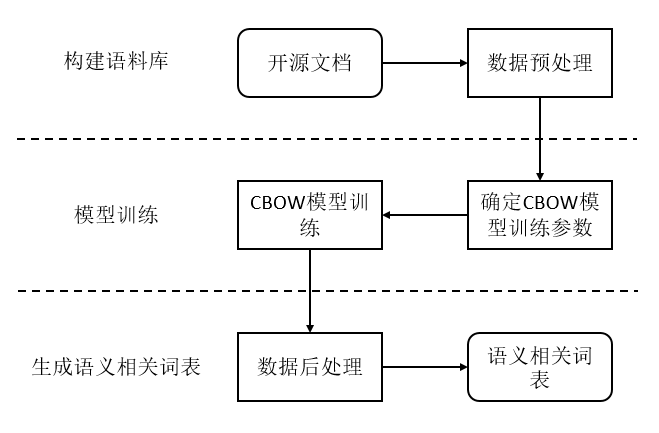 构建语料库
开源文档
数据预处理
模型训练
CBOW模型训
练
确定CBOW模
型训练参数
生成语义相关词表
数据后处理
语义相关词
表